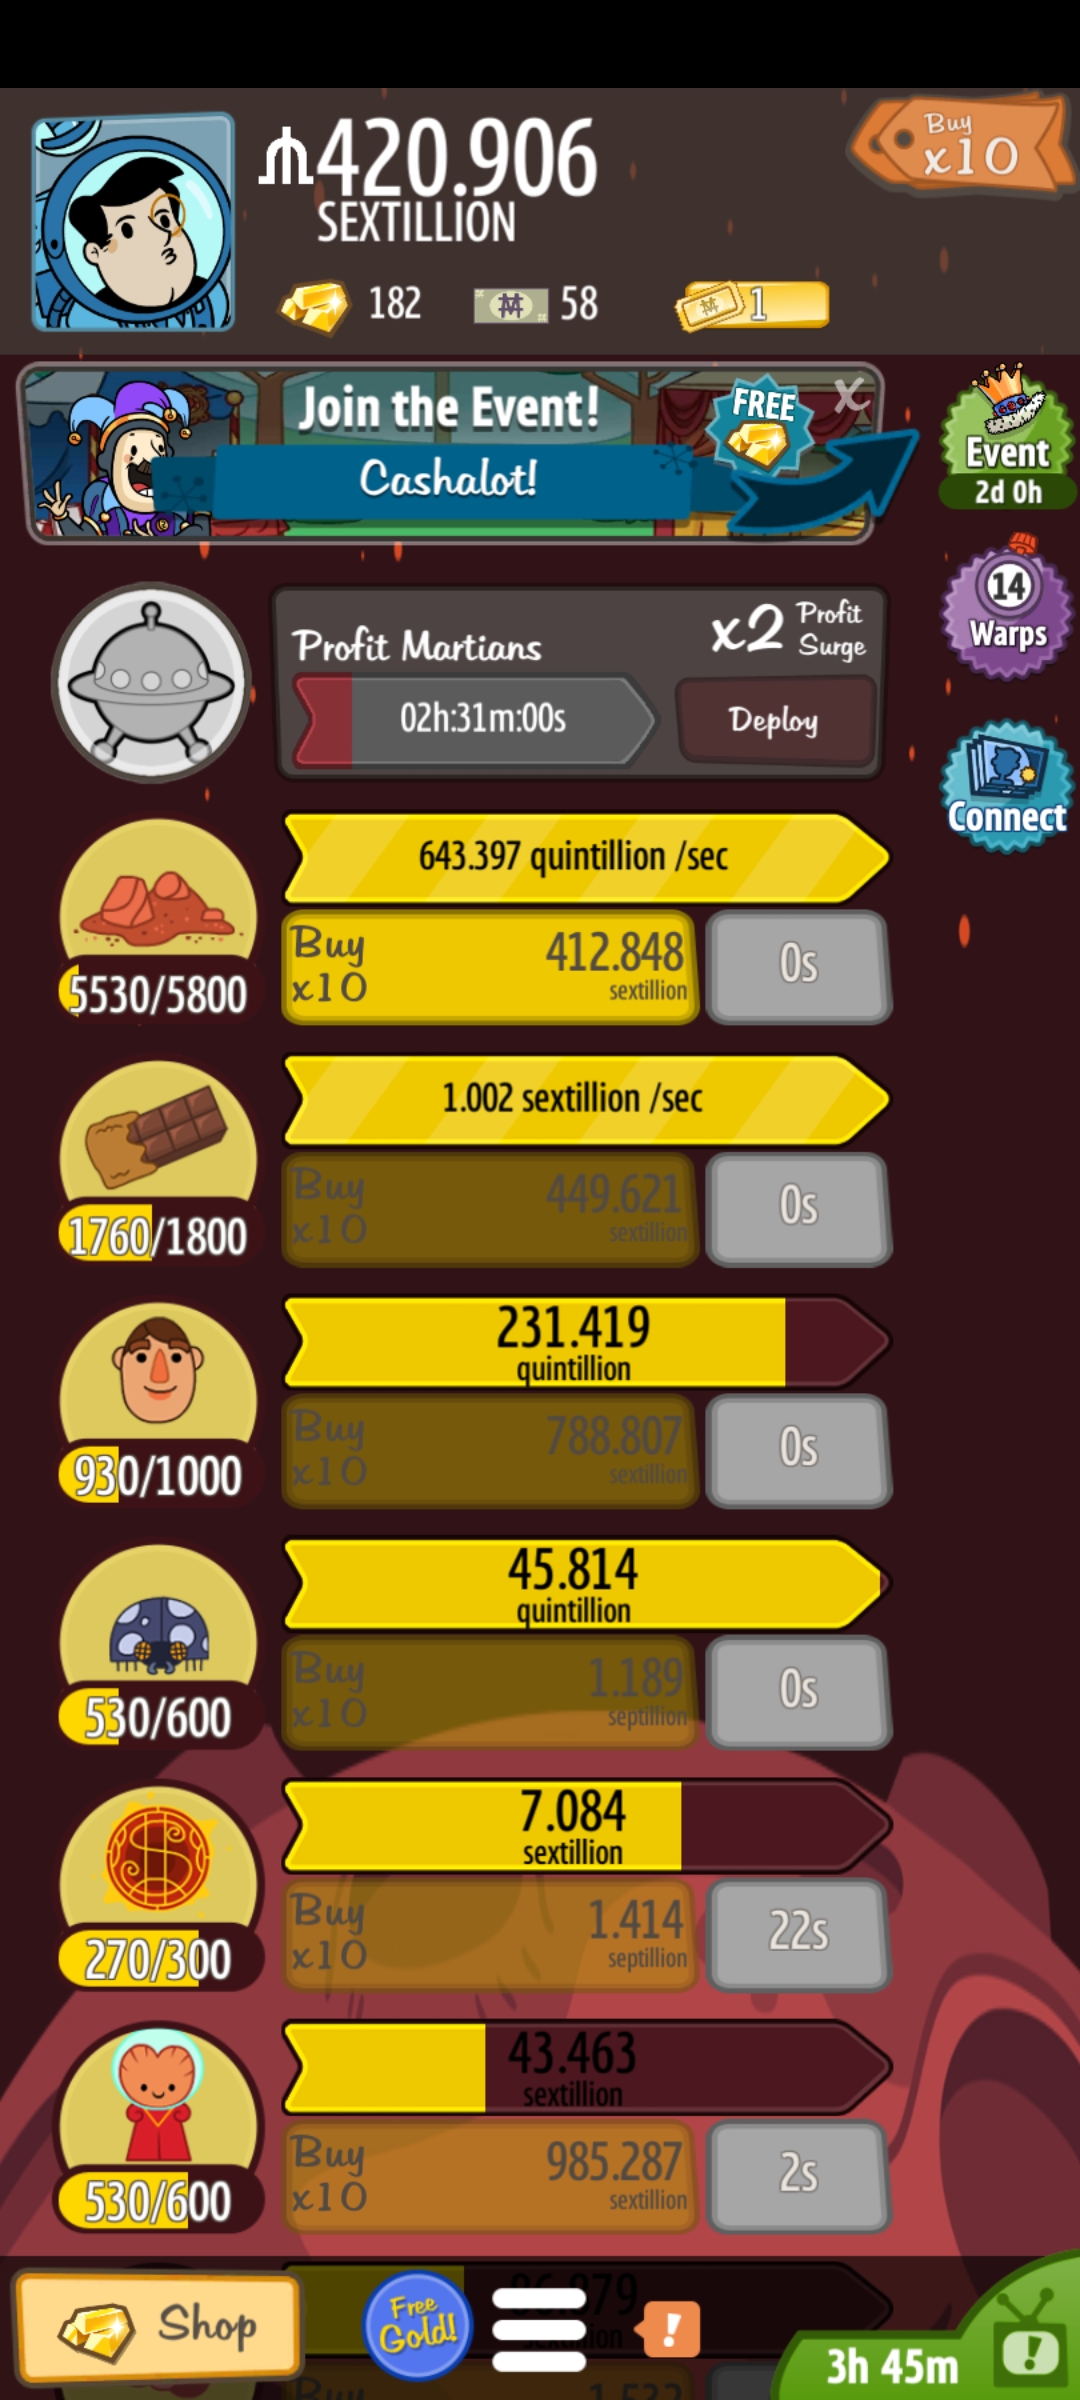 420.906
SEXTILLION
Buy
x10
182
58
1
Join the Event!
FREE
X
Cashalot!
Event
2d 0h
14
Warps
Connect
Profit Martians
x2 Profit
Surge
02h:31m:00s
Deploy
643.397 quintillion /sec
Buy
x10
412.848
sextillion
0s
5530/5800
1.002 sextillion /sec
Buy
x10
449.621
sextillion
0s
1760/1800
231.419
quintillion
Buy
x10
788.807
sextillion
0s
930/1000
45.814
quintillion
Buy
x10
1.189
septillion
0s
530/600
7.084
sextillion
Buy
x10
1.414
septillion
22s
270/300
43.463
sextillion
Buy
x10
985.287
sextillion
2s
530/600
Shop
Free
Gold!
!
3h 45m
!
Buy